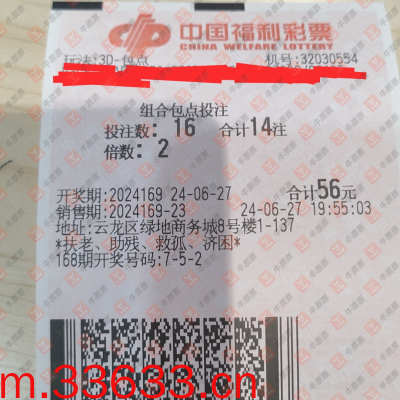 中国福利彩票
CHINA WELFARE LOTTERY
玩法:3D-包点 机号:32030554
组合包点投注
投注数: 16 合计14注
倍数: 2
开奖期:2024169 24-06-27 合计56元
销售期:2024169-23 24-06-27 19:55:03
地址:云龙区绿地商务城8号楼1-137
*扶老、助残、救孤、济困*
168期开奖号码:7-5-2
m.33633.cn